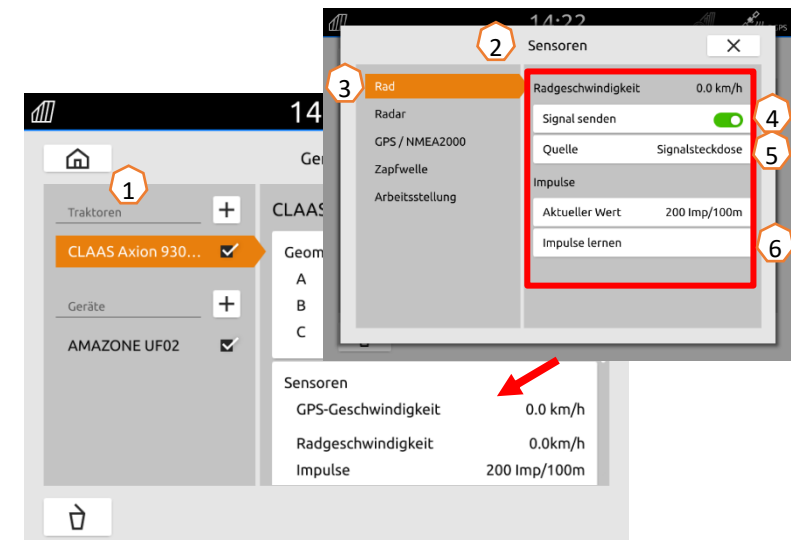 14:22
GPS
2
Sensoren
3
Rad
Radar
GPS / NMEA2000
Zapfwelle
Arbeitsstellung
Radgeschwindigkeit 0.0 km/h
Signal senden
4
Quelle Signalsteckdose
5
Impulse
Aktueller Wert 200 Imp/100m
Impulse lernen
6
14
Ge
1
Traktoren +
CLAAS Axion 930...
Geräte +
AMAZONE UF02
CLAAS
Geom
A
B
C
Sensoren
GPS-Geschwindigkeit 0.0 km/h
Radgeschwindigkeit 0.0km/h
Impulse 200 Imp/100m